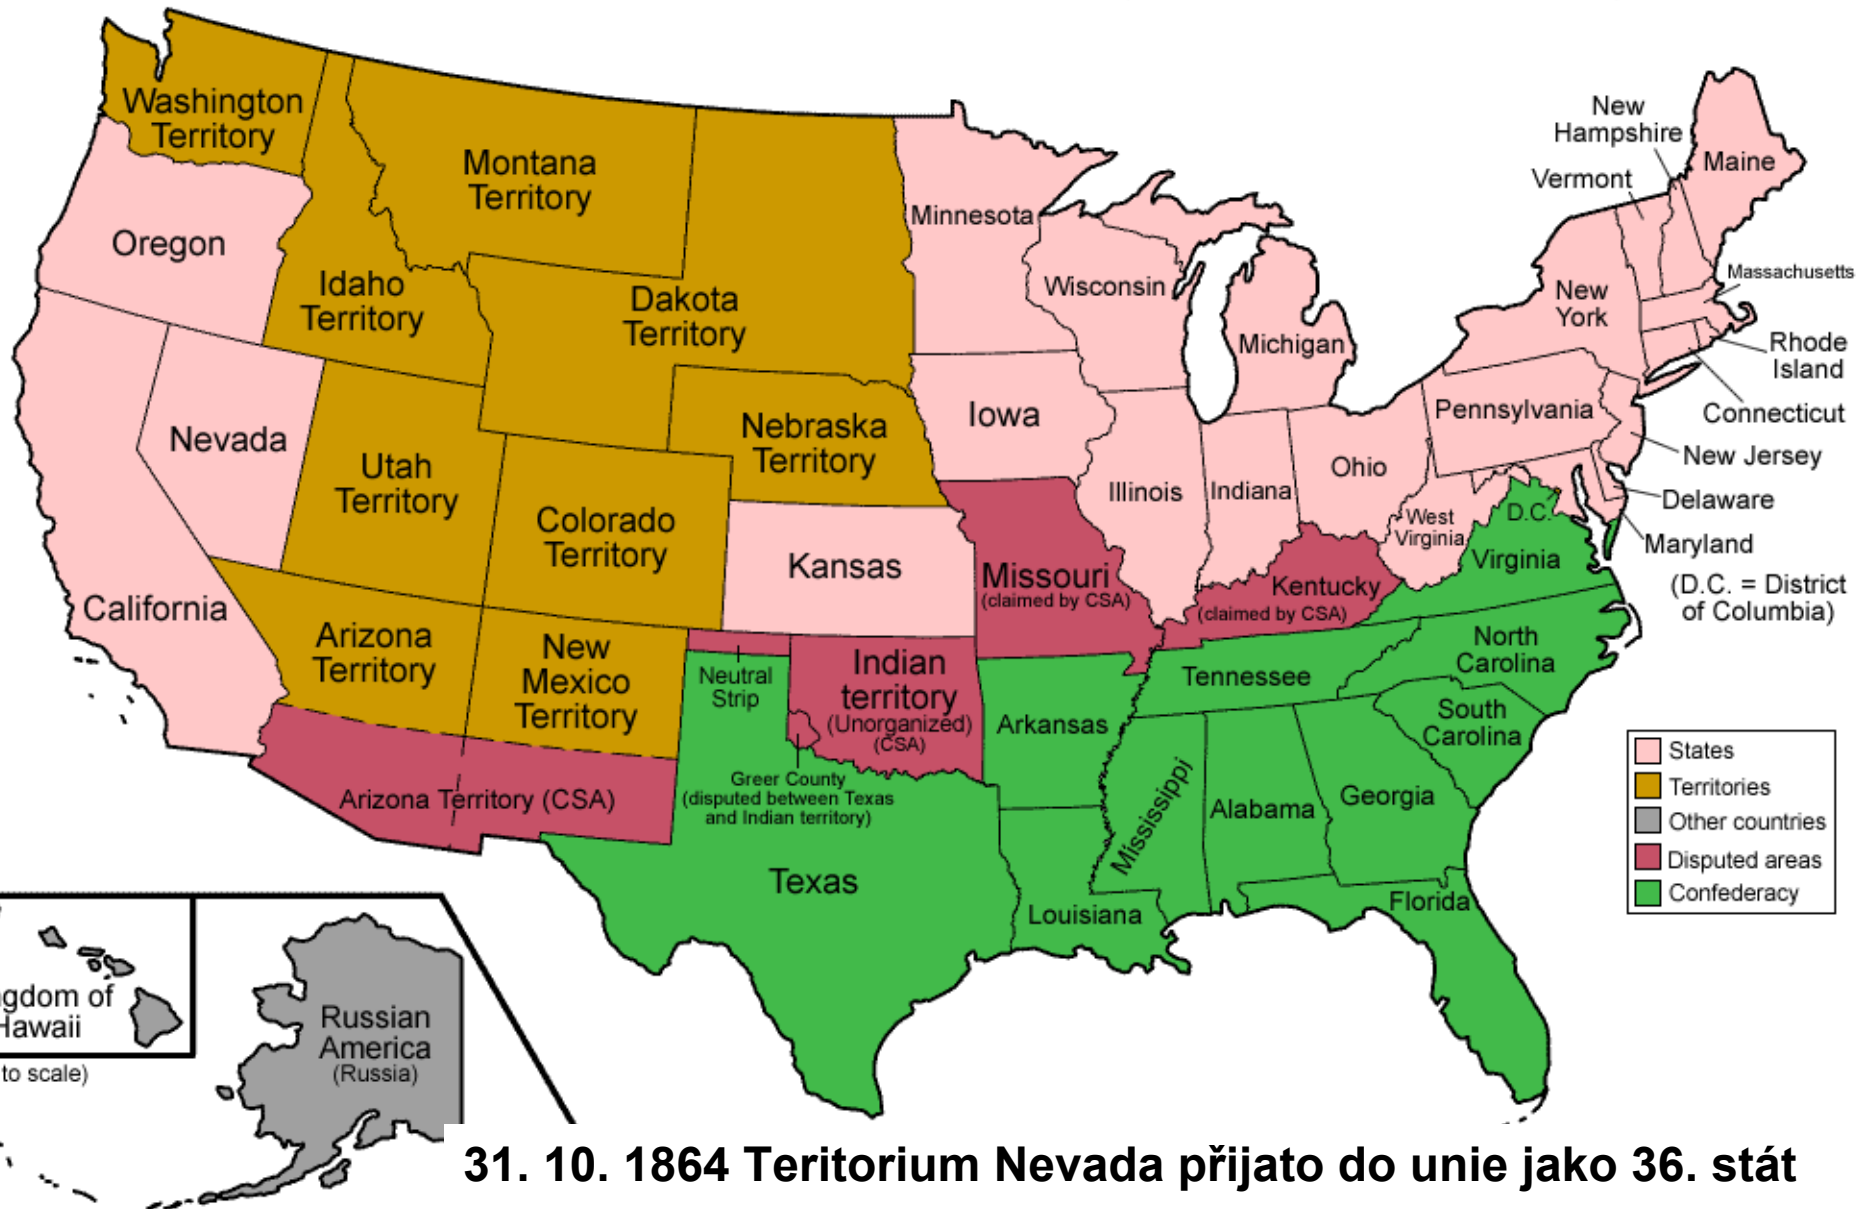 Washington
Territory
Montana
Territory
Oregon
Idaho
Territory
Dakota
Territory
Minnesota
Wisconsin
Michigan
New
Hampshire
Vermont
Maine
Massachusetts
New
York
Rhode
Island
Connecticut
New Jersey
Delaware
Maryland
(D.C. = District
of Columbia)
Pennsylvania
Nevada
Utah
Territory
Colorado
Territory
Nebraska
Territory
Iowa
Illinois
Indiana
Ohio
West
Virginia
D.C.
Virginia
California
Kansas
Missouri
(claimed by CSA)
Kentucky
(claimed by CSA)
Arizona
Territory
New
Mexico
Territory
Neutral
Strip
Indian
territory
(Unorganized)
(CSA)
Arkansas
Tennessee
North
Carolina
South
Carolina
Arizona Territory (CSA)
Greer County
(disputed between Texas
and Indian territory)
Texas
Louisiana
Mississippi
Alabama
Georgia
Florida
States
Territories
Other countries
Disputed areas
Confederacy
ngdom of
Hawaii
to scale)
Russian
America
(Russia)
31. 10. 1864 Teritorium Nevada přijato do unie jako 36. stát